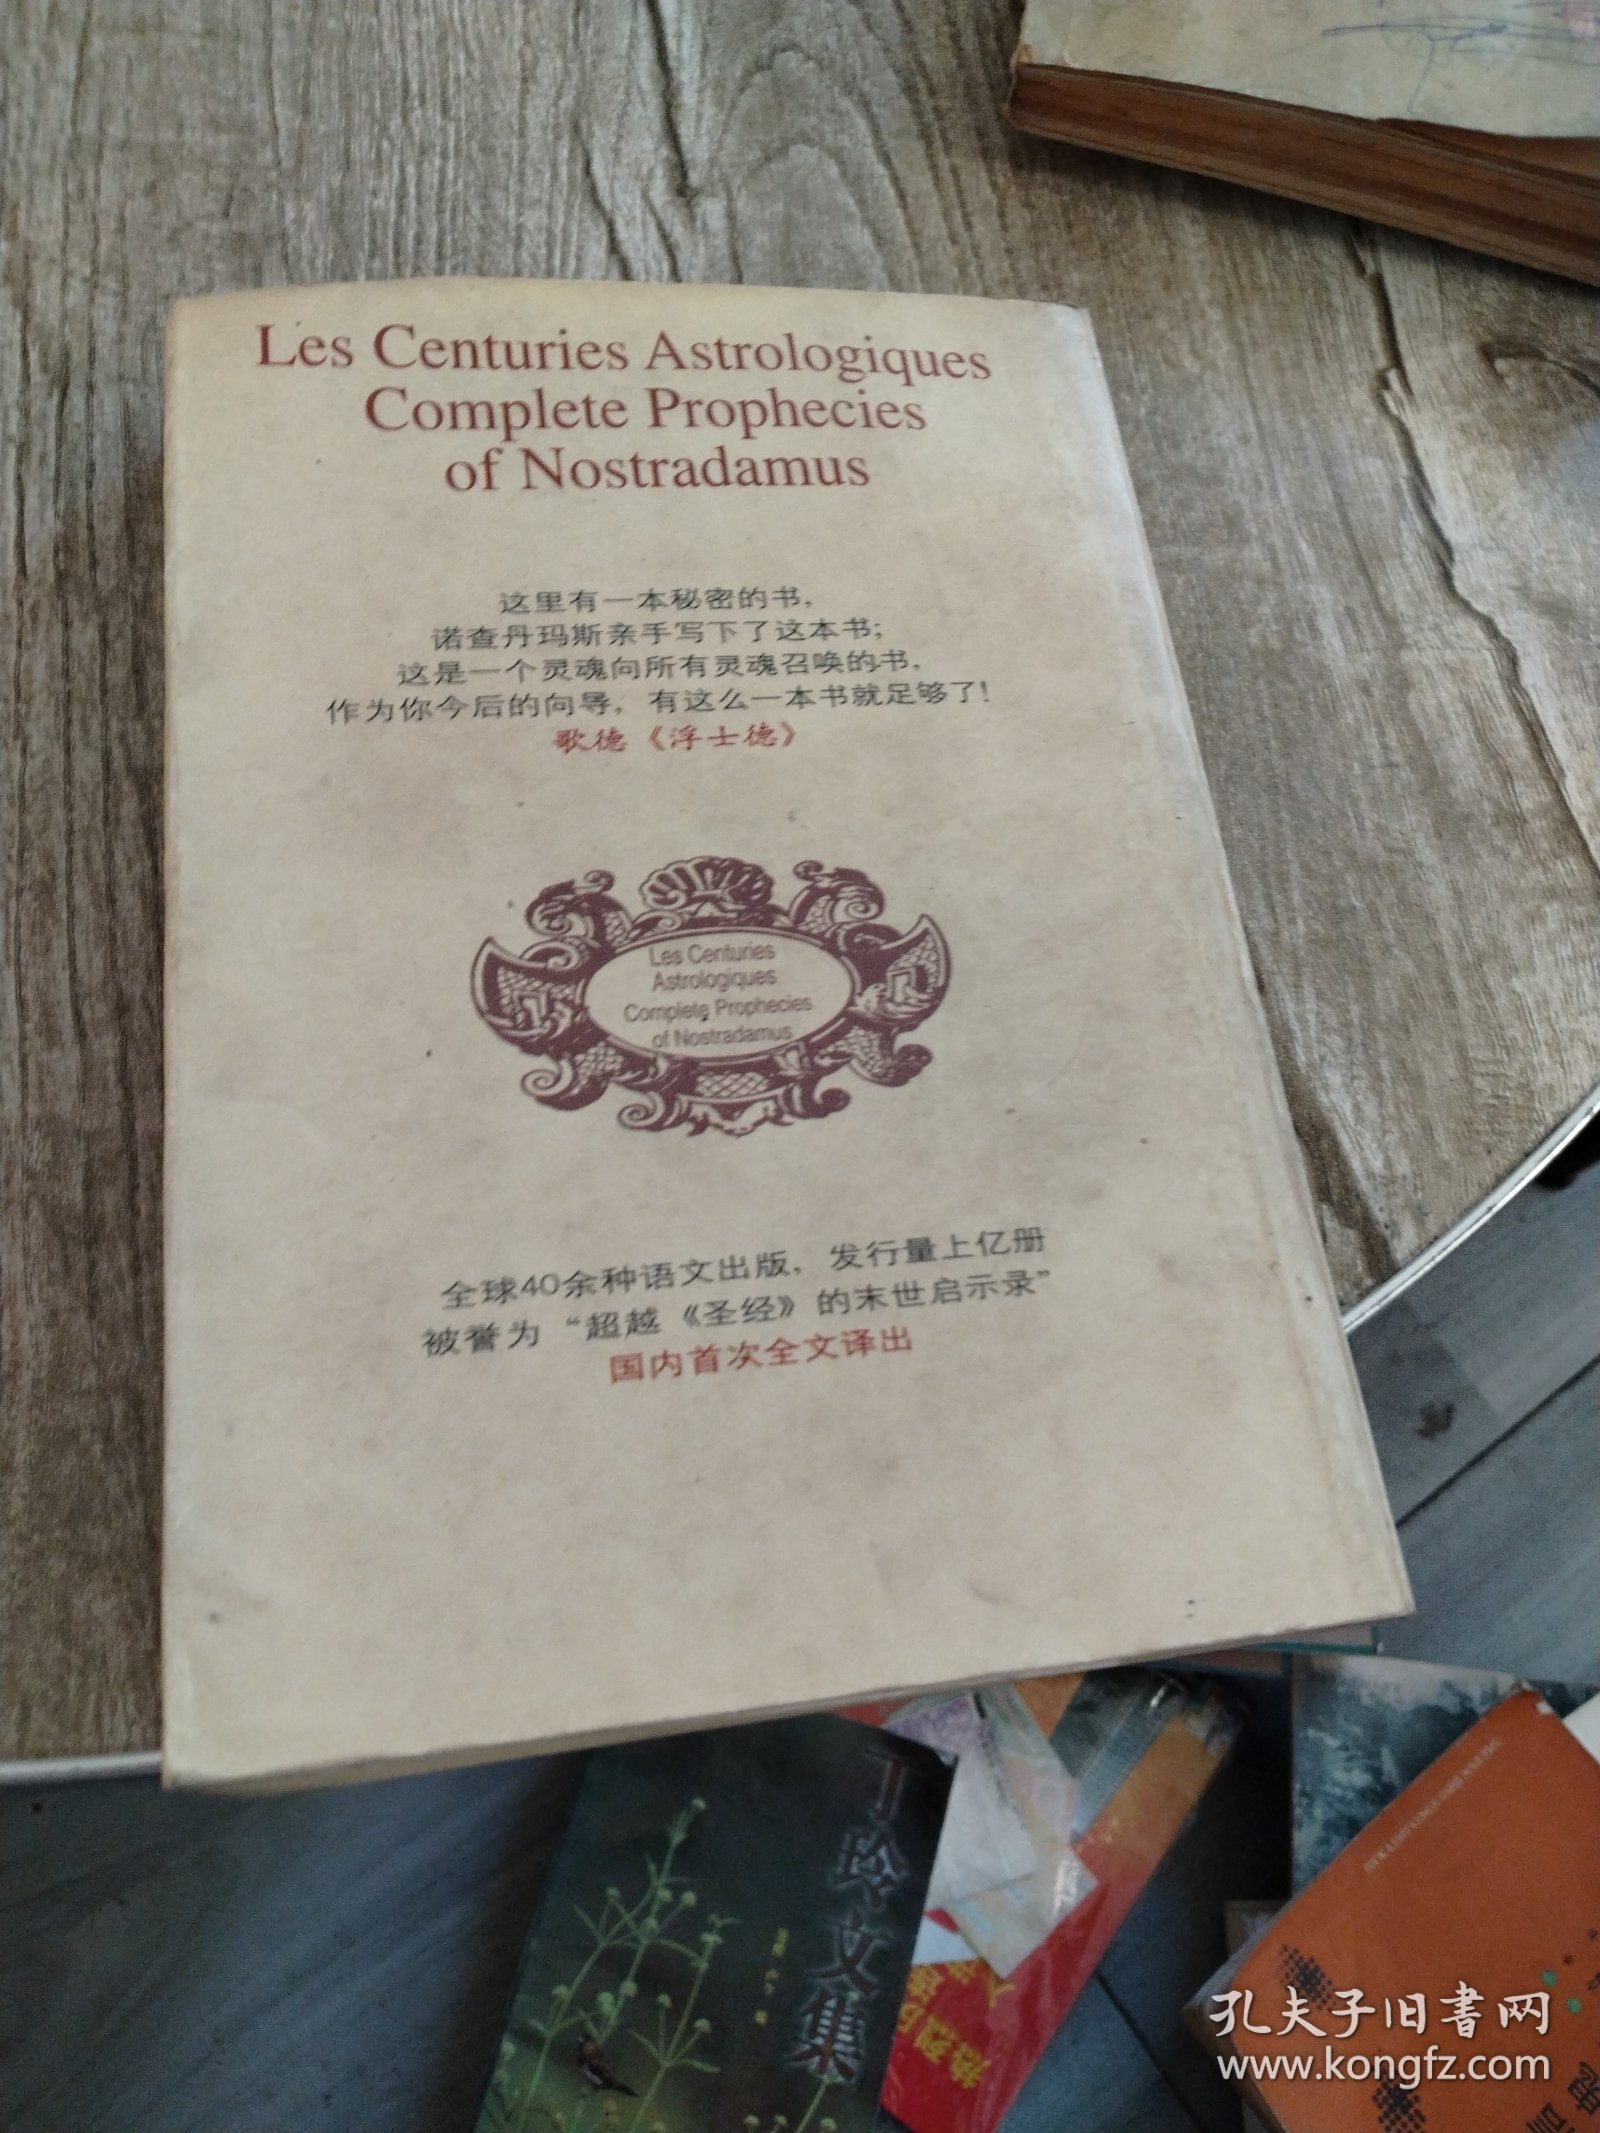 Les Centuries Astrologiques
Complete Prophecies
of Nostradamus
这里有一本秘密的书，
诺查丹玛斯亲手写下了这本书；
这是一个灵魂向所有灵魂召唤的书，
作为你今后的向导，有这么一本书就足够了！
歌德《浮士德》
Les Centuries
Astrologiques
Complete Prophecies
of Nostradamus
全球40余种语文出版，发行量上亿册
被誉为“超越《圣经》的末世启示录”
国内首次全文译出
丁玲文集
孔夫子旧書网
www.kongfz.com